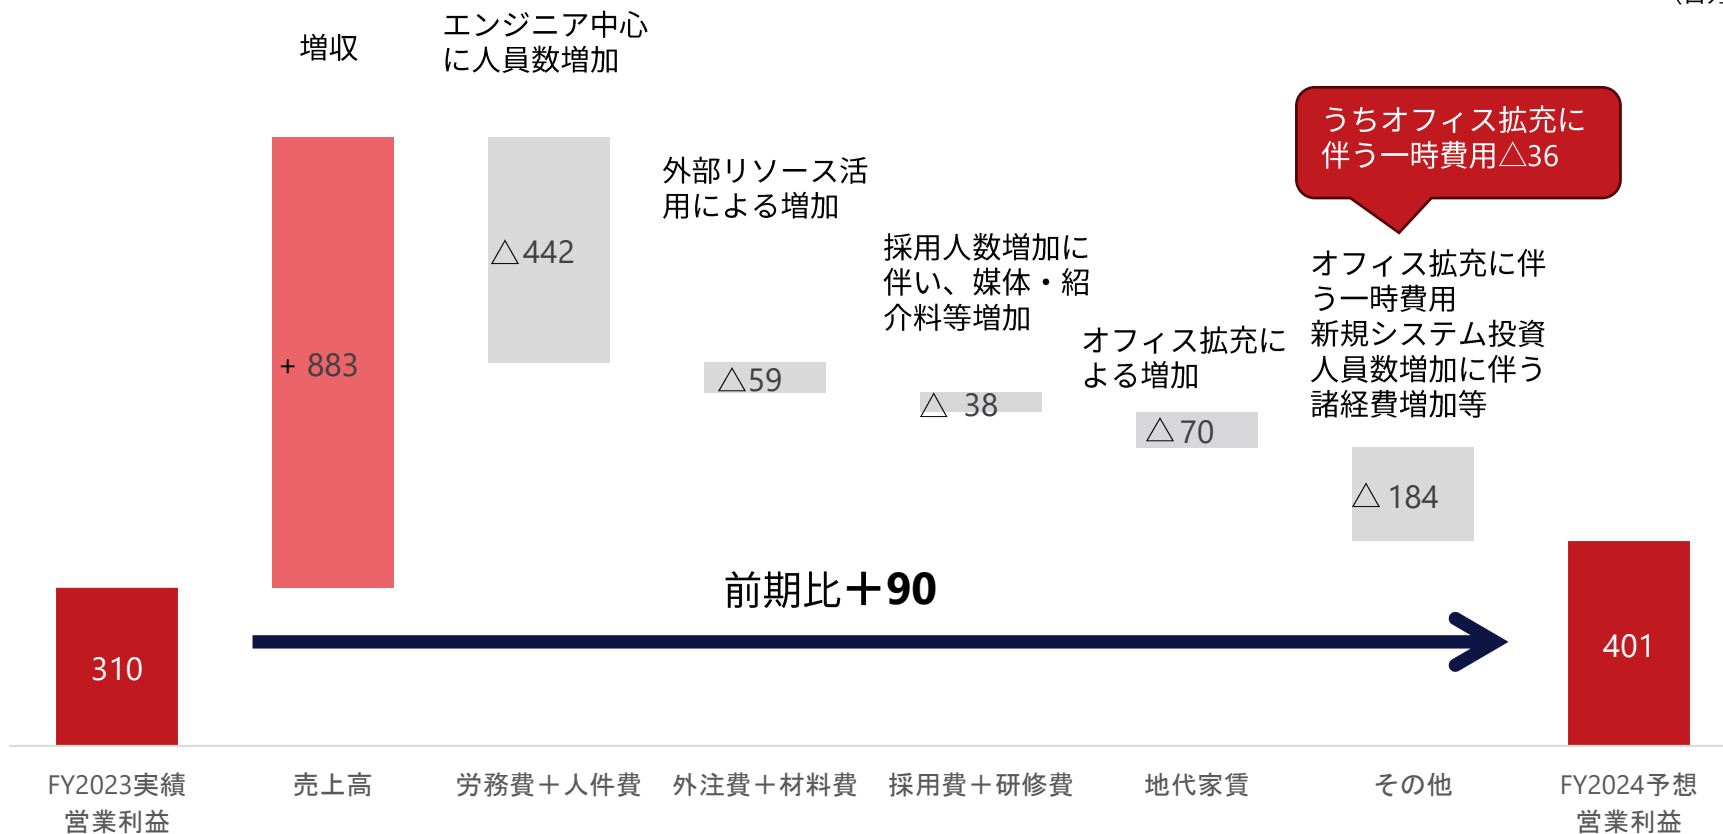 増収
エンジニア中心
に人員数増加
うちオフィス拡充に
伴う一時費用△36
外部リソース活
用による増加
採用人数増加に
伴い、媒体・紹
介料等増加
オフィス拡充に
よる増加
オフィス拡充に伴
う一時費用
新規システム投資
人員数増加に伴う
諸経費増加等
+ 883
△442
△59
△ 38
△70
△ 184
前期比＋90
310
401
FY2023実績
営業利益
売上高
労務費＋人件費
外注費＋材料費
採用費＋研修費
地代家賃
その他
FY2024予想
営業利益